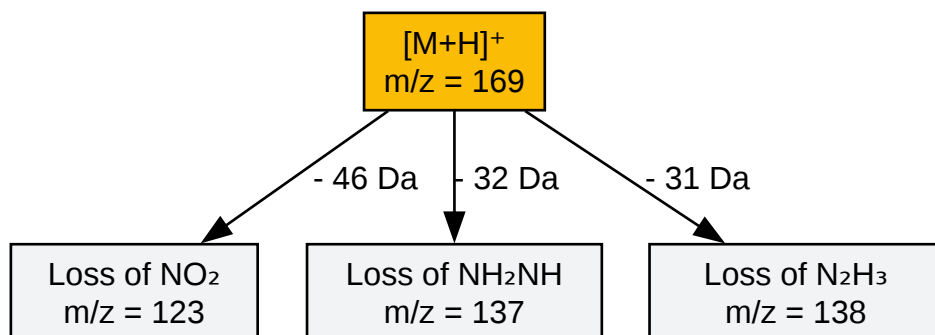 [M+H]⁺
m/z = 169
- 46 Da
- 32 Da
- 31 Da
Loss of NO₂
m/z = 123
Loss of NH₂NH
m/z = 137
Loss of N₂H₃
m/z = 138